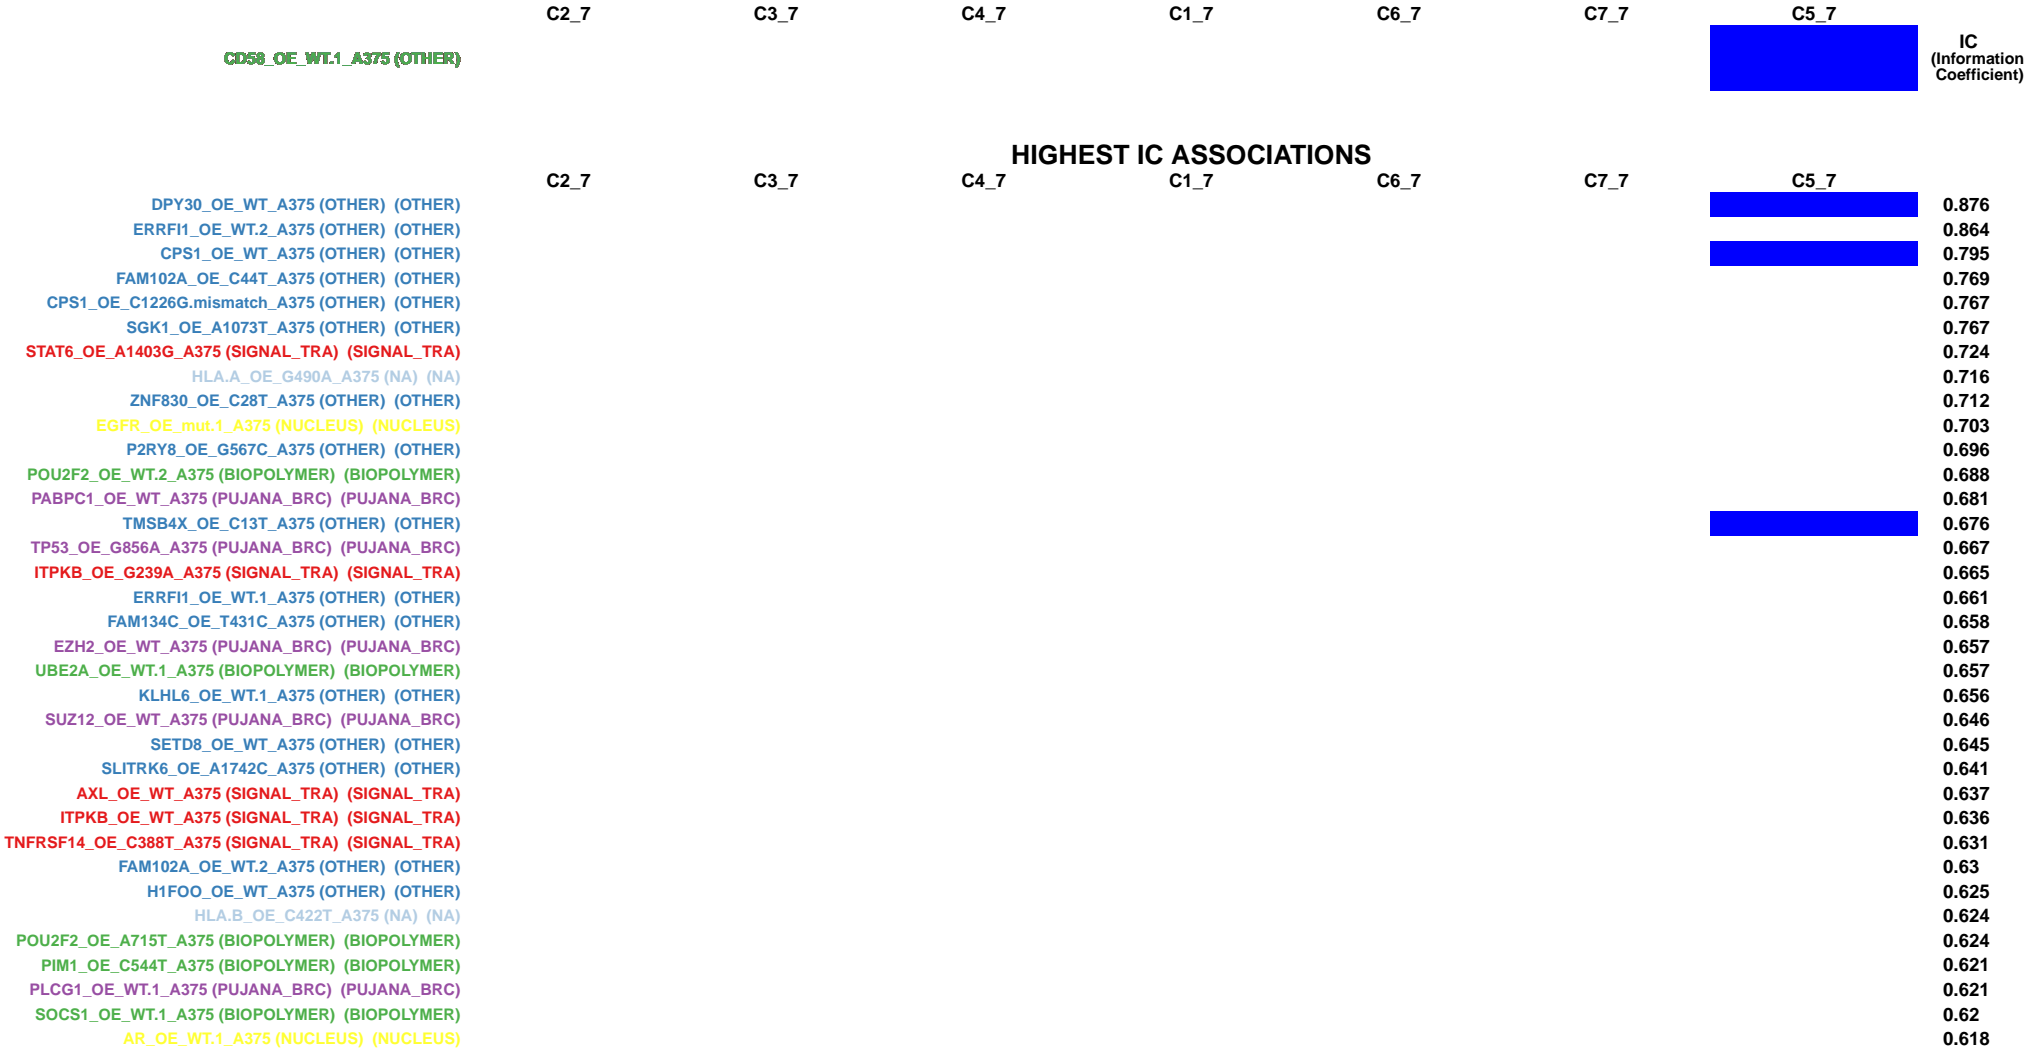 C2_7 C3_7 C4_7 C1_7 C6_7 C7_7 C5_7
CD58_OE_WT.1_A375 (OTHER)
IC
(Information
Coefficient)
HIGHEST IC ASSOCIATIONS
C2_7 C3_7 C4_7 C1_7 C6_7 C7_7 C5_7
DPY30_OE_WT_A375 (OTHER) (OTHER) 0.876
ERRFI1_OE_WT.2_A375 (OTHER) (OTHER) 0.864
CPS1_OE_WT_A375 (OTHER) (OTHER) 0.795
FAM102A_OE_C44T_A375 (OTHER) (OTHER) 0.769
CPS1_OE_C1226G.mismatch_A375 (OTHER) (OTHER) 0.767
SGK1_OE_A1073T_A375 (OTHER) (OTHER) 0.767
STAT6_OE_A1403G_A375 (SIGNAL_TRA) (SIGNAL_TRA) 0.724
HLA.A_OE_G490A_A375 (NA) (NA) 0.716
ZNF830_OE_C28T_A375 (OTHER) (OTHER) 0.712
EGFR_OE_mut.1_A375 (NUCLEUS) (NUCLEUS) 0.703
P2RY8_OE_G567C_A375 (OTHER) (OTHER) 0.696
POU2F2_OE_WT.2_A375 (BIOPOLYMER) (BIOPOLYMER) 0.688
PABPC1_OE_WT_A375 (PUJANA_BRC) (PUJANA_BRC) 0.681
TMSB4X_OE_C13T_A375 (OTHER) (OTHER) 0.676
TP53_OE_G856A_A375 (PUJANA_BRC) (PUJANA_BRC) 0.667
ITPKB_OE_G239A_A375 (SIGNAL_TRA) (SIGNAL_TRA) 0.665
ERRFI1_OE_WT.1_A375 (OTHER) (OTHER) 0.661
FAM134C_OE_T431C_A375 (OTHER) (OTHER) 0.658
EZH2_OE_WT_A375 (PUJANA_BRC) (PUJANA_BRC) 0.657
UBE2A_OE_WT.1_A375 (BIOPOLYMER) (BIOPOLYMER) 0.657
KLHL6_OE_WT.1_A375 (OTHER) (OTHER) 0.656
SUZ12_OE_WT_A375 (PUJANA_BRC) (PUJANA_BRC) 0.646
SETD8_OE_WT_A375 (OTHER) (OTHER) 0.645
SLITRK6_OE_A1742C_A375 (OTHER) (OTHER) 0.641
AXL_OE_WT_A375 (SIGNAL_TRA) (SIGNAL_TRA) 0.637
ITPKB_OE_WT_A375 (SIGNAL_TRA) (SIGNAL_TRA) 0.636
TNFRSF14_OE_C388T_A375 (SIGNAL_TRA) (SIGNAL_TRA) 0.631
FAM102A_OE_WT.2_A375 (OTHER) (OTHER) 0.63
H1FOO_OE_WT_A375 (OTHER) (OTHER) 0.625
HLA.B_OE_C422T_A375 (NA) (NA) 0.624
POU2F2_OE_A715T_A375 (BIOPOLYMER) (BIOPOLYMER) 0.624
PIM1_OE_C544T_A375 (BIOPOLYMER) (BIOPOLYMER) 0.621
PLCG1_OE_WT.1_A375 (PUJANA_BRC) (PUJANA_BRC) 0.621
SOCS1_OE_WT.1_A375 (BIOPOLYMER) (BIOPOLYMER) 0.62
AR_OE_WT.1_A375 (NUCLEUS) (NUCLEUS) 0.618